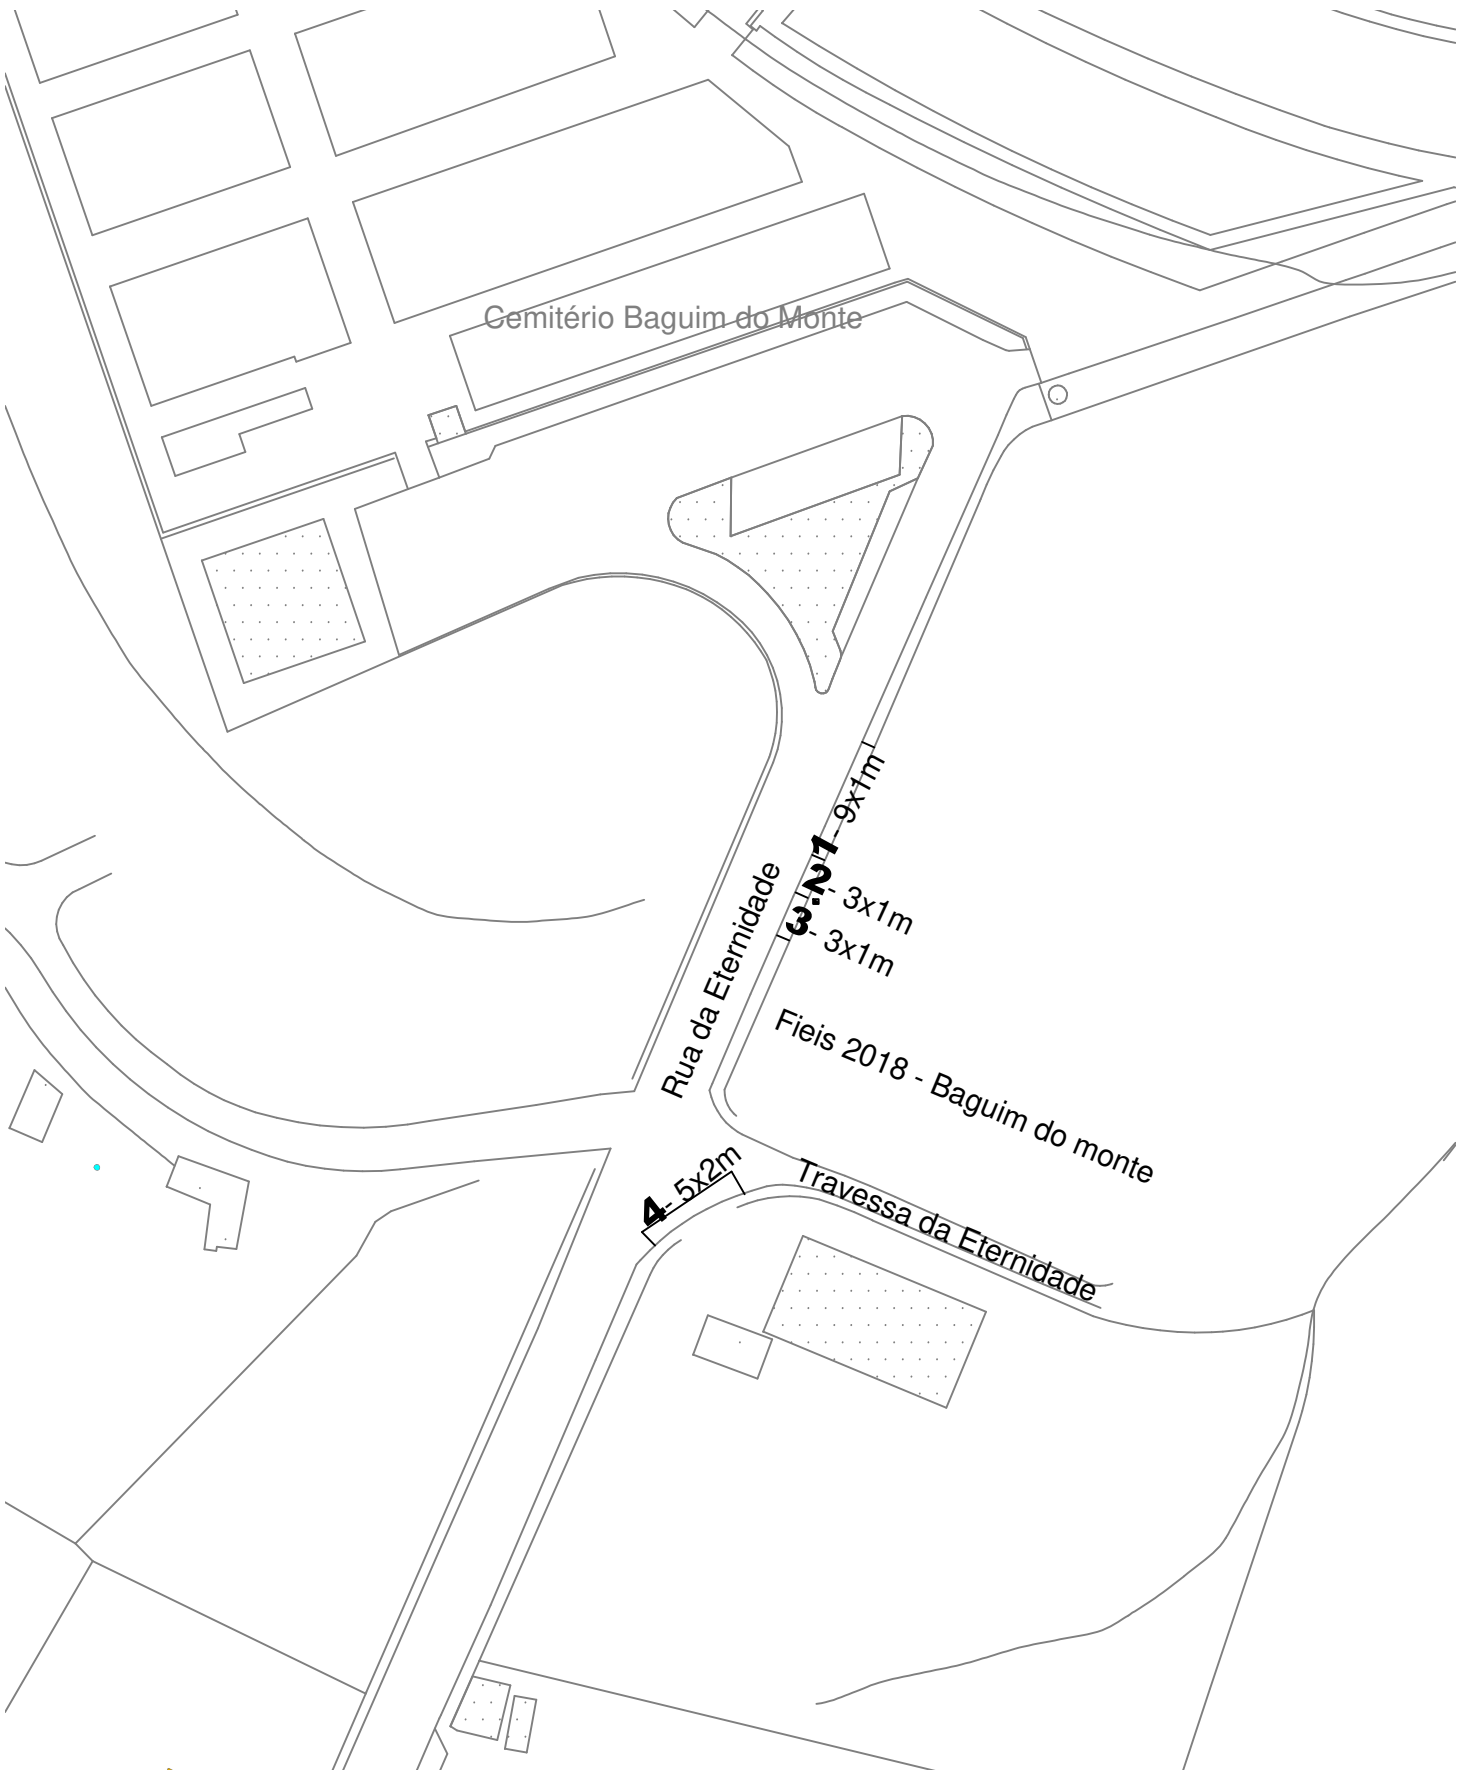 Cemitério Baguim do Monte
1 - 9x1m
2 - 3x1m
3 - 3x1m
Rua da Eternidade
Fieis 2018 - Baguim do monte
4 - 5x2m
Travessa da Eternidade